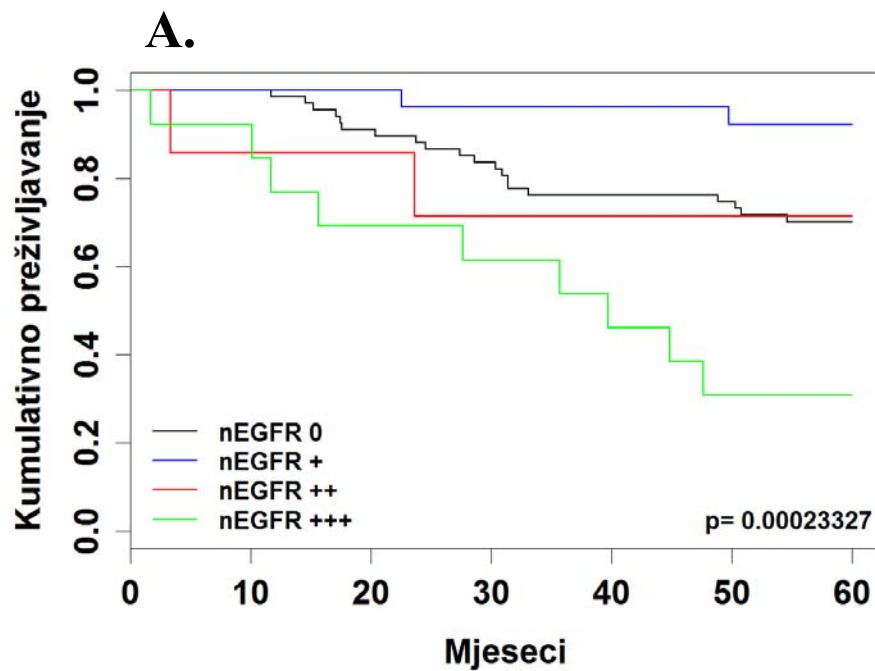 A.
Kumulativno preživljavanje
1.0
0.8
0.6
0.4
0.2
0.0
nEGFR 0
nEGFR +
nEGFR ++
nEGFR +++
p= 0.00023327
0 10 20 30 40 50 60
Mjeseci